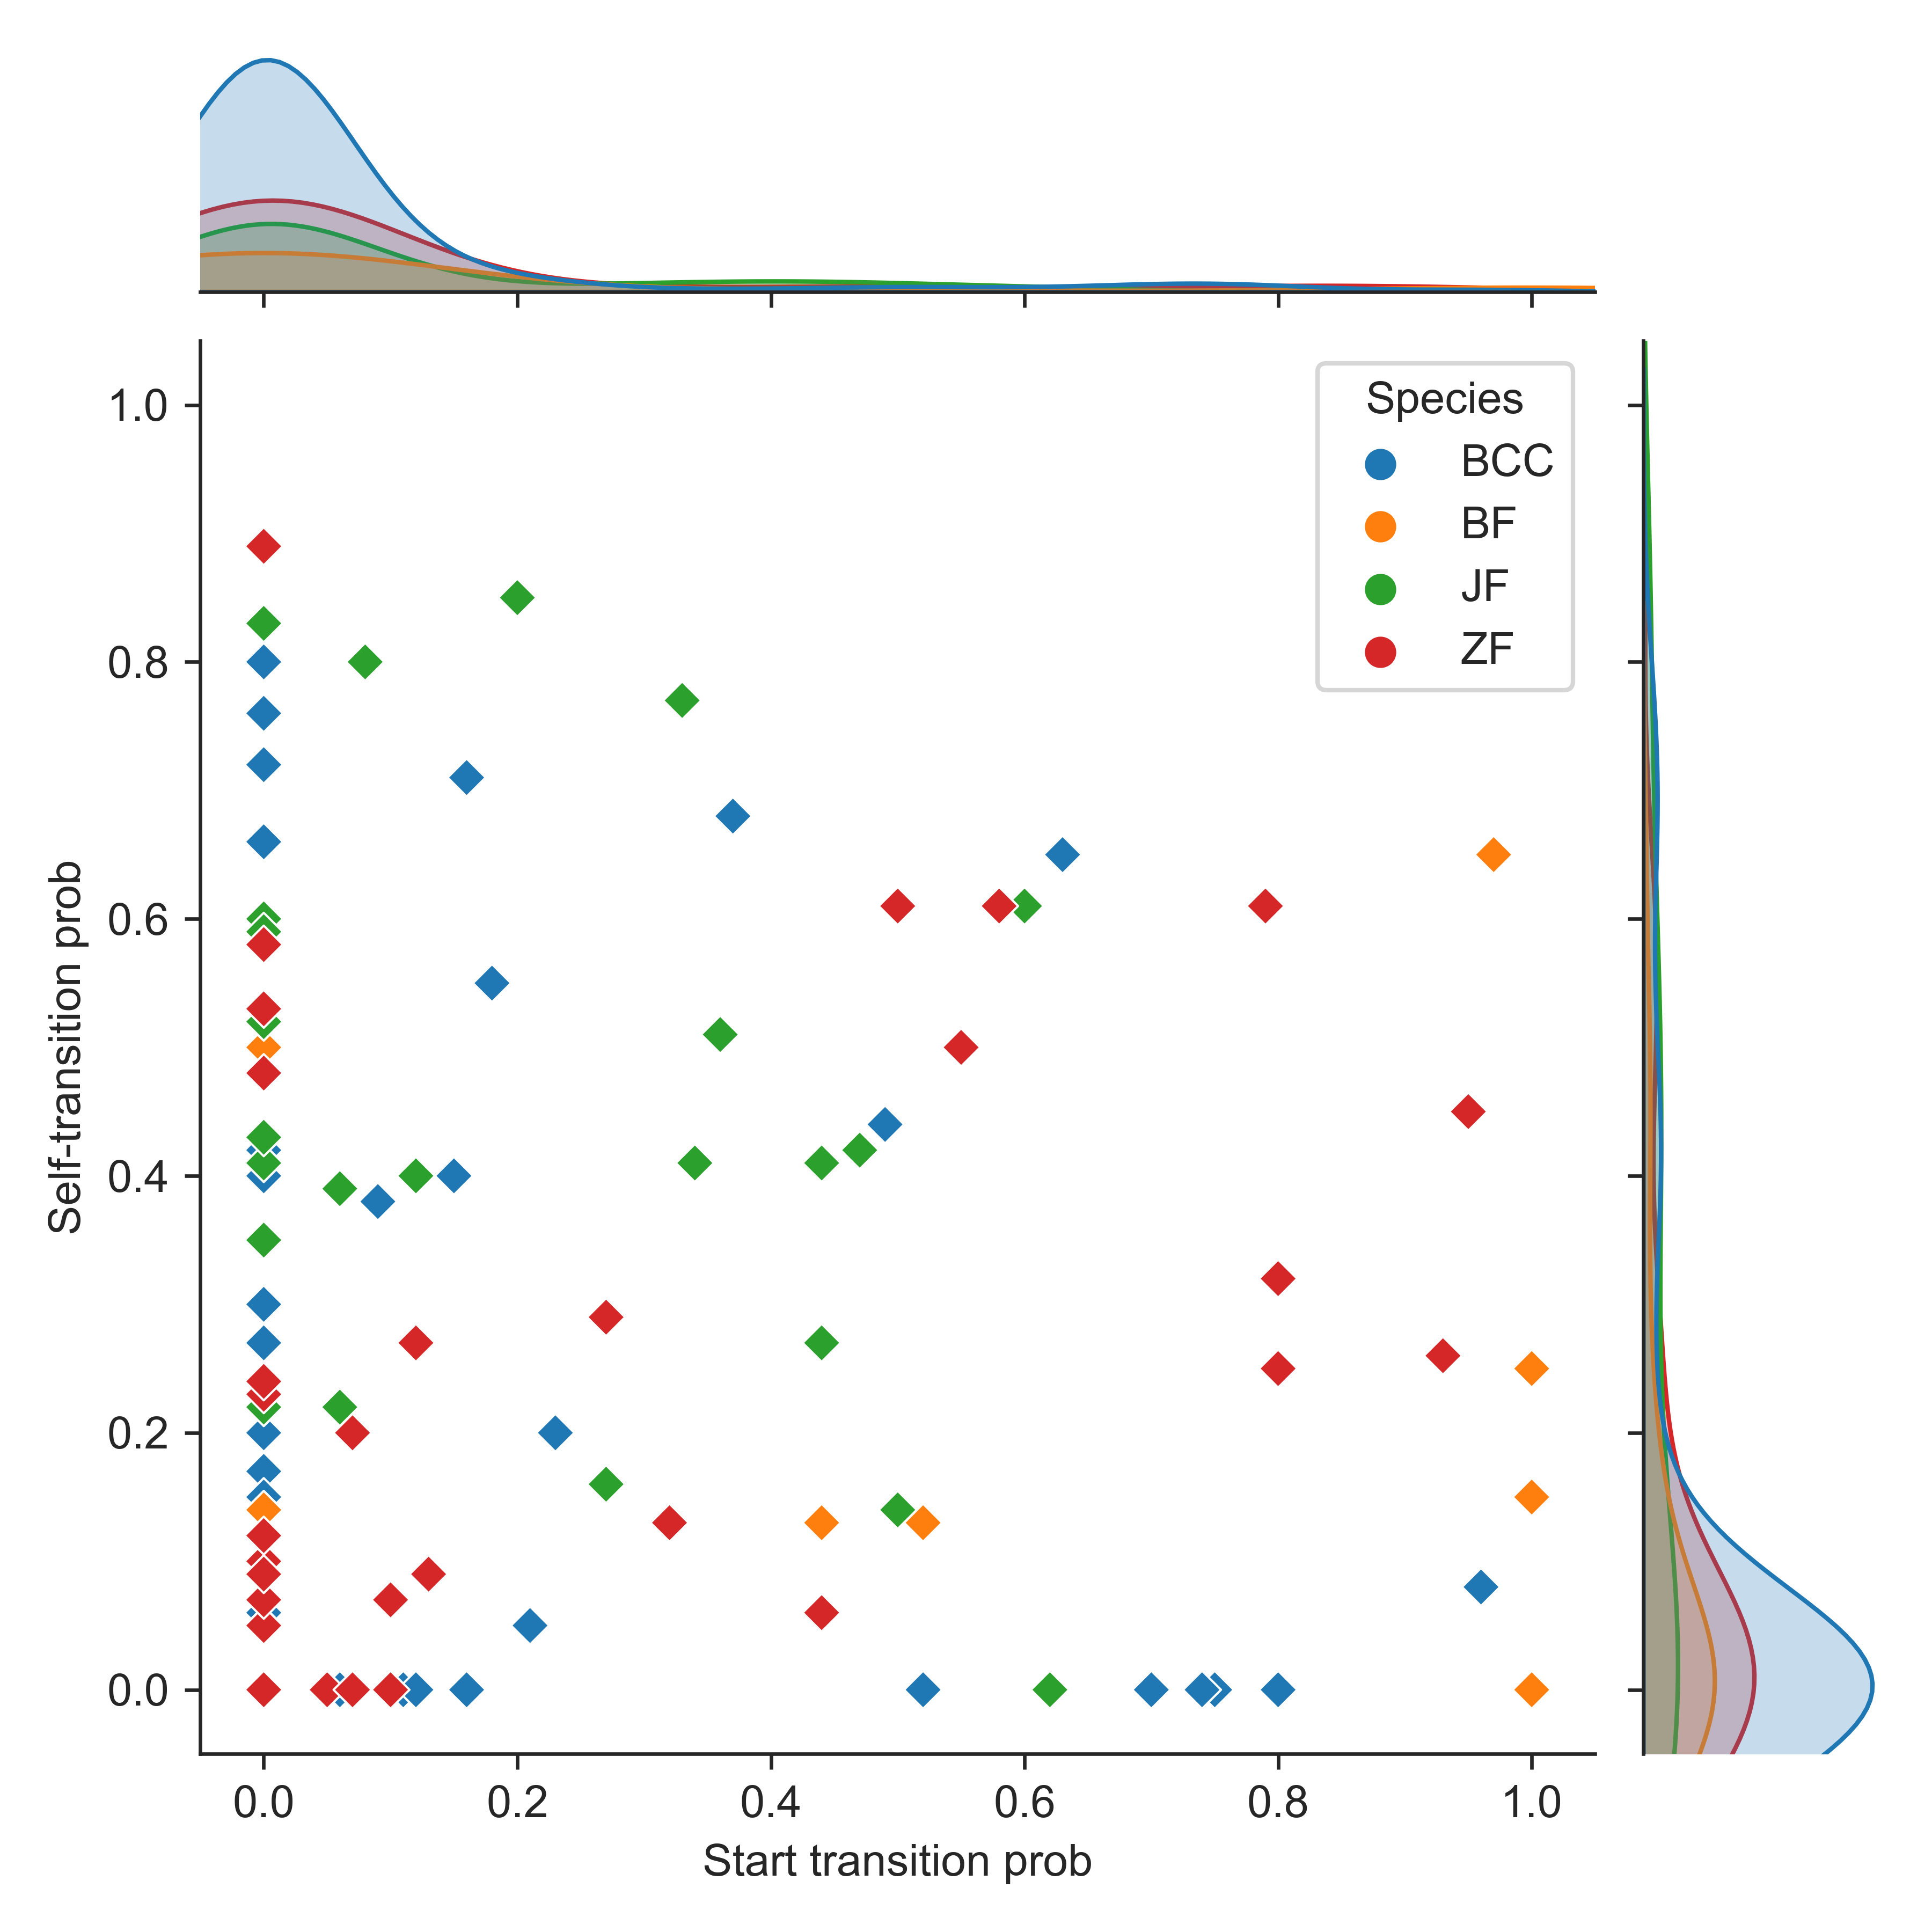 Species
BCC
BF
JF
ZF
1.0
0.8
0.6
0.4
0.2
0.0
Self-transition prob
0.0 0.2 0.4 0.6 0.8 1.0
Start transition prob